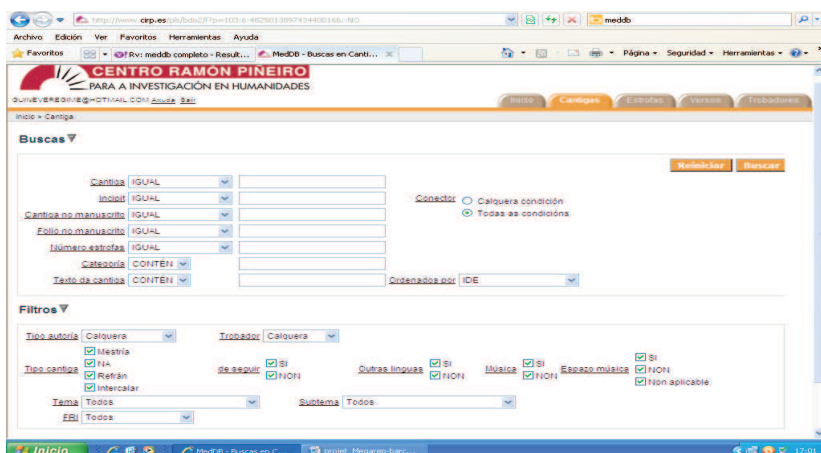 http://www.cirp.es/pls/bdo2/f?p=103:6:4825013897434400166::NO
meddb
Archivo Edición Ver Favoritos Herramientas Ayuda
Favoritos Rv: meddb completo - Result... MedDB - Buscas en Canti... Página Seguridad Herramientas
CENTRO RAMÓN PIÑEIRO
PARA A INVESTIGACIÓN EN HUMANIDADES
Axuda Saír
Inicio Cantigas Estrofas Versos Trobadores
Inicio > Cantiga
Buscas
Reiniciar Buscar
Cantiga IGUAL
Incipit IGUAL Conector Calquera condición
Cantiga no manuscrito IGUAL Todas as condicións
Folio no manuscrito IGUAL
Número estrofas IGUAL
Categoría CONTÉN
Texto da cantiga CONTÉN Ordenados por IDE
Filtros
Tipo autoría Calquera Trobador Calquera
Tipo cantiga Mestría NA Refrán Intercalar de seguir SI NON Outras linguas SI NON Música SI NON Espazo música SI NON Non aplicable
Tema Todos Subtema Todos
FRI Todos
Inicio MedDB - Buscas en C... projet_Megarep-barc... 17:01